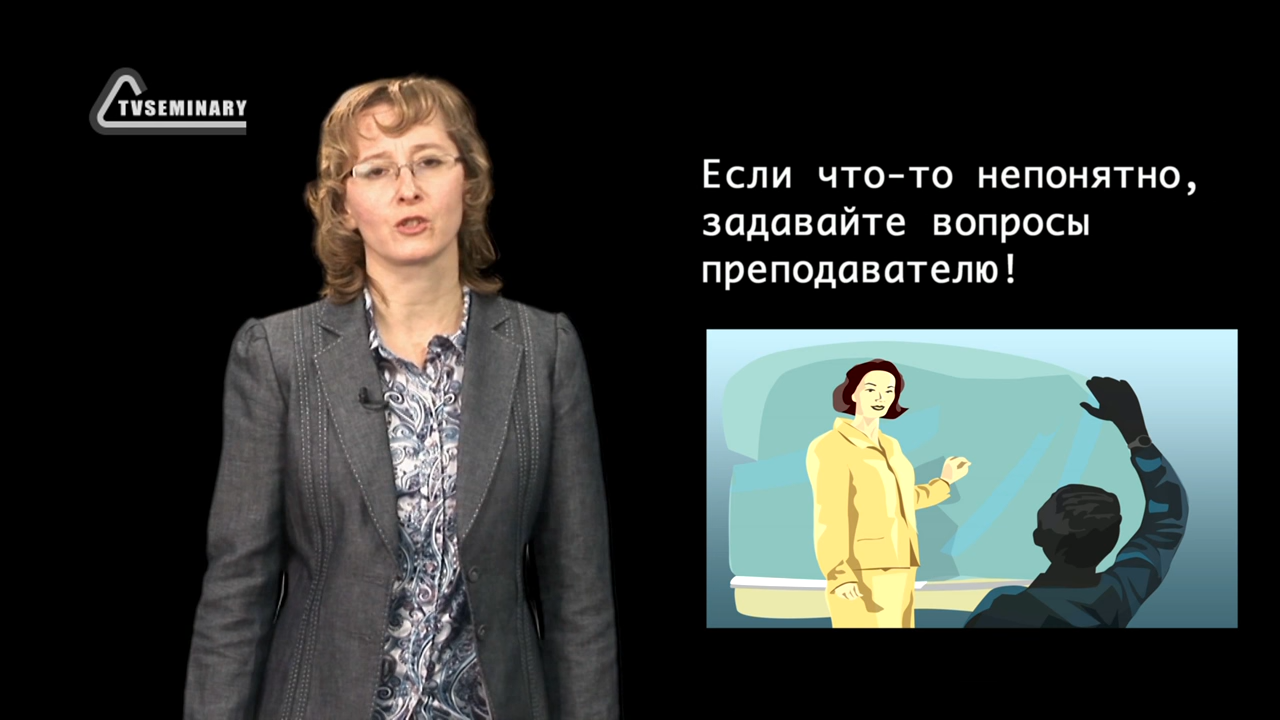 TVSEMINARY
Если что-то непонятно,
задавайте вопросы
преподавателю!